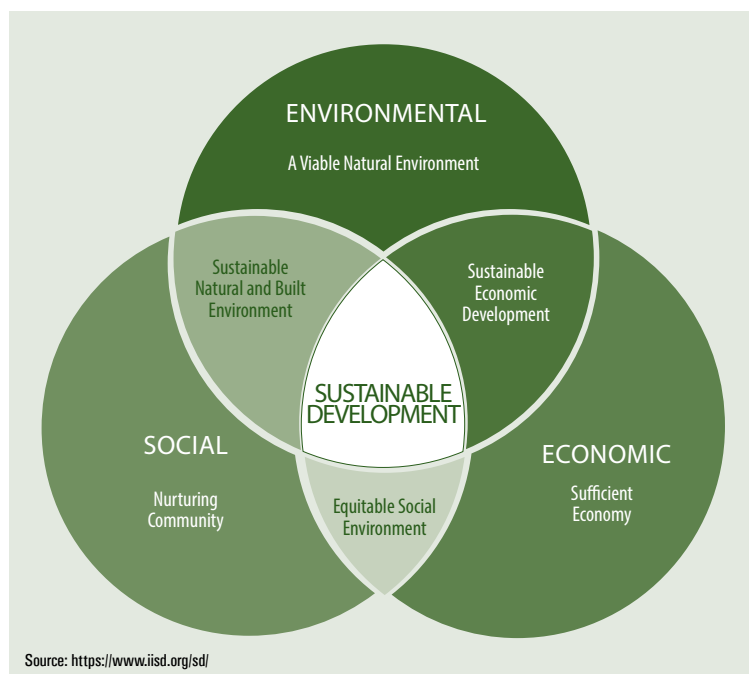 ENVIRONMENTAL
A Viable Natural Environment
Sustainable
Natural and Built
Environment
Sustainable
Economic
Development
SUSTAINABLE
DEVELOPMENT
SOCIAL
Nurturing
Community
ECONOMIC
Sufficient
Economy
Equitable Social
Environment
Source: https://www.iisd.org/sd/